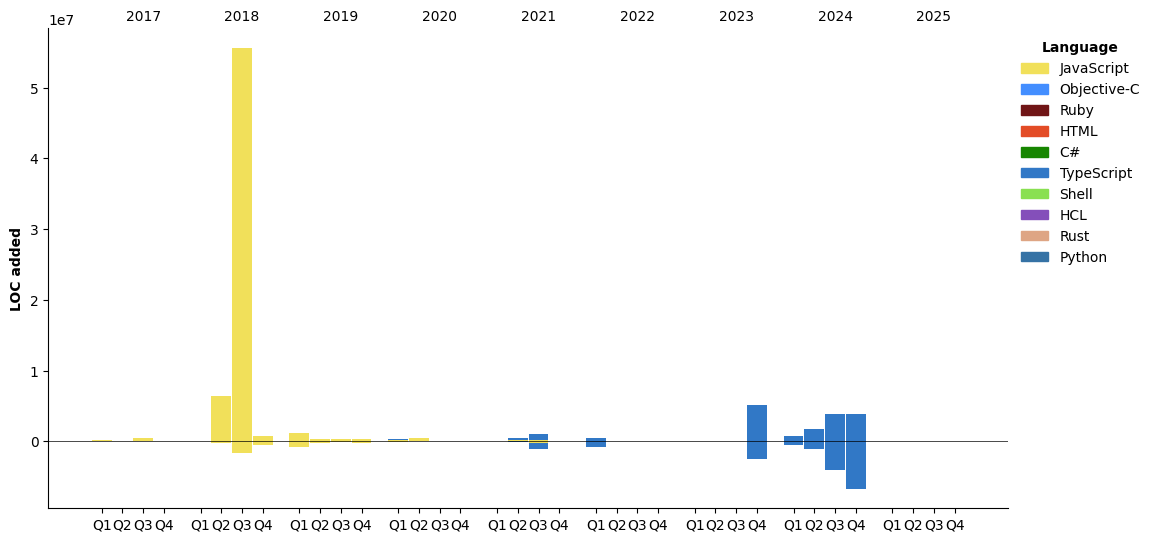 1e7 2017 2018 2019 2020 2021 2022 2023 2024 2025
Language
JavaScript
Objective-C
Ruby
HTML
C#
TypeScript
Shell
HCL
Rust
Python
LOC added
5
4
3
2
1
0
Q1 Q2 Q3 Q4 Q1 Q2 Q3 Q4 Q1 Q2 Q3 Q4 Q1 Q2 Q3 Q4 Q1 Q2 Q3 Q4 Q1 Q2 Q3 Q4 Q1 Q2 Q3 Q4 Q1 Q2 Q3 Q4 Q1 Q2 Q3 Q4